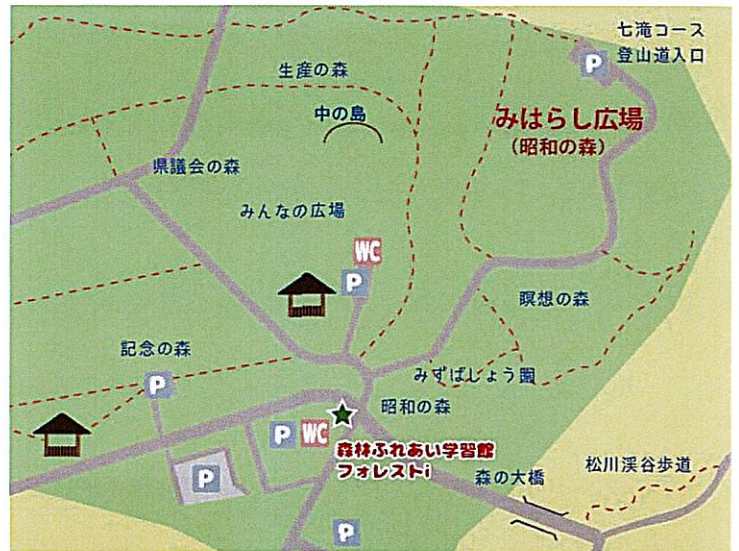 七滝コース
登山道入口
P
生産の森
中の島
みはらし広場
(昭和の森)
県議会の森
みんなの広場
WC
P
瞑想の森
記念の森
P
みずばしょう園
昭和の森
P WC
森林ふれあい学習館
フォレストi
P
森の大橋
松川渓谷歩道
P